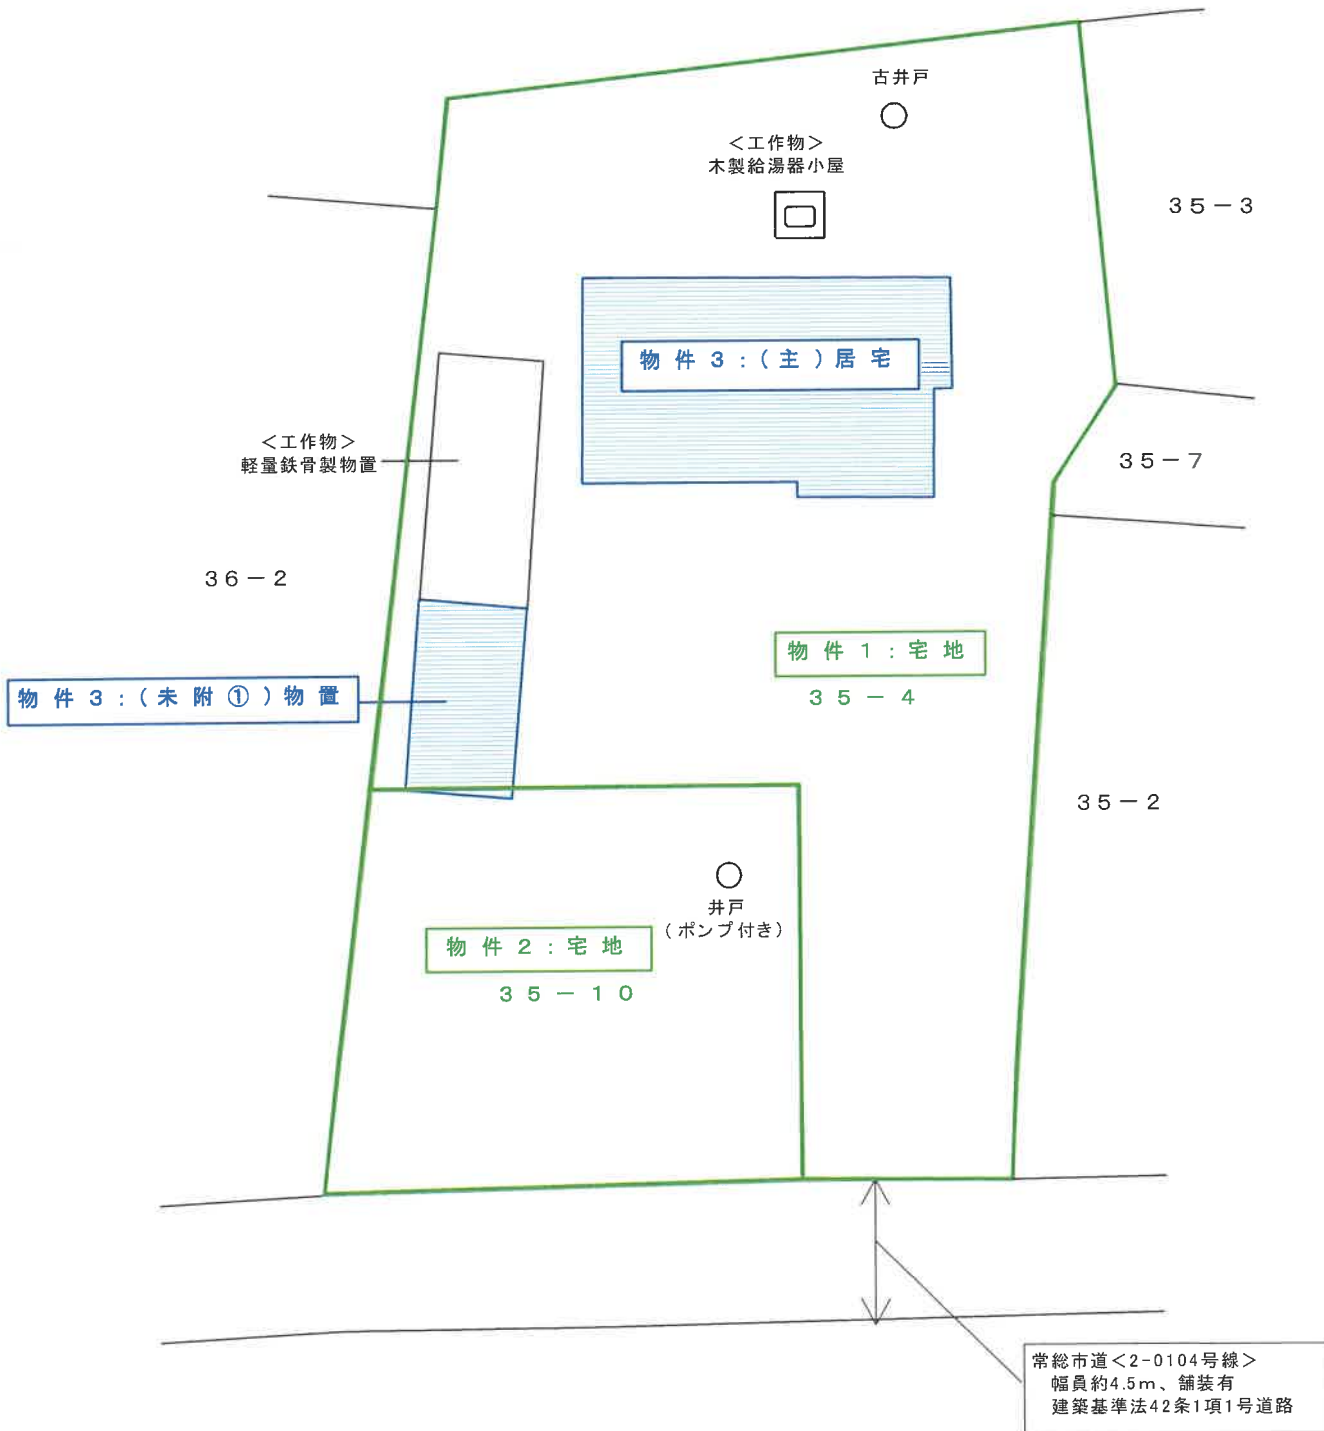 古井戸
＜工作物＞
木製給湯器小屋
35－3
物件3：(主)居宅
＜工作物＞
軽量鉄骨製物置
35－7
36－2
物件1：宅地
35－4
物件3：(未附①)物置
35－2
井戸
(ポンプ付き)
物件2：宅地
35－10
常総市道＜2-0104号線＞
幅員約4.5m、舗装有
建築基準法42条1項1号道路